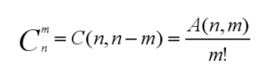 C_n^m = C(n,n−m) = A(n,m) / m!